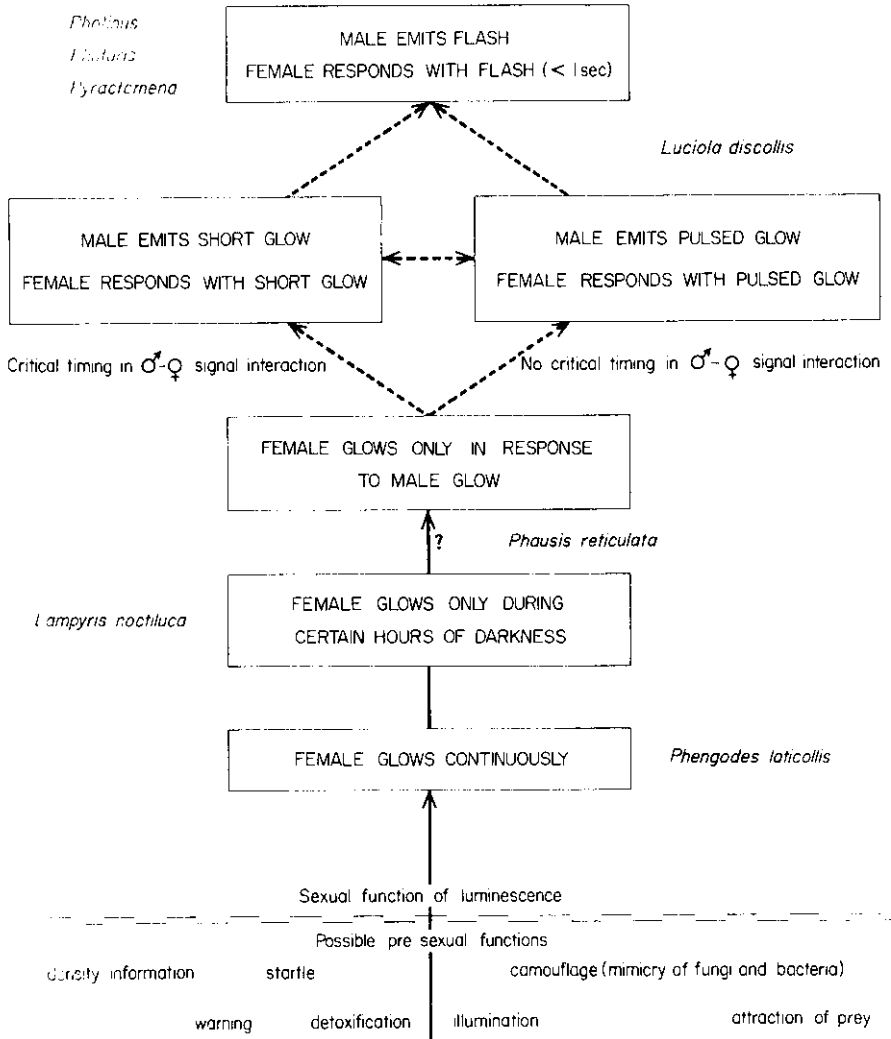 Photinus
Photuris
Pyractomena
MALE EMITS FLASH
FEMALE RESPONDS WITH FLASH (< 1sec)
Luciola discollis
MALE EMITS SHORT GLOW
FEMALE RESPONDS WITH SHORT GLOW
MALE EMITS PULSED GLOW
FEMALE RESPONDS WITH PULSED GLOW
Critical timing in ♂-♀ signal interaction
No critical timing in ♂-♀ signal interaction
FEMALE GLOWS ONLY IN RESPONSE
TO MALE GLOW
?
Phausis reticulata
Lampyris noctiluca
FEMALE GLOWS ONLY DURING
CERTAIN HOURS OF DARKNESS
FEMALE GLOWS CONTINUOUSLY
Phengodes laticollis
Sexual function of luminescence
Possible pre sexual functions
density information
startle
camouflage (mimicry of fungi and bacteria)
warning
detoxification
illumination
attraction of prey